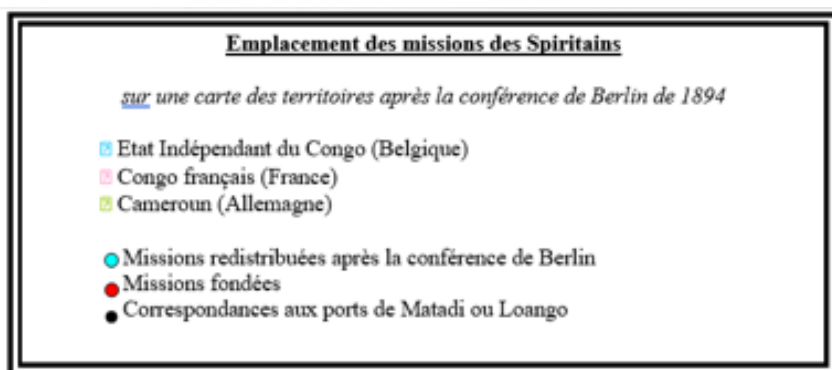 Emplacement des missions des Spiritains
sur une carte des territoires après la conférence de Berlin de 1894
Etat Indépendant du Congo (Belgique)
Congo français (France)
Cameroun (Allemagne)
Missions redistribuées après la conférence de Berlin
Missions fondées
Correspondances aux ports de Matadi ou Loango